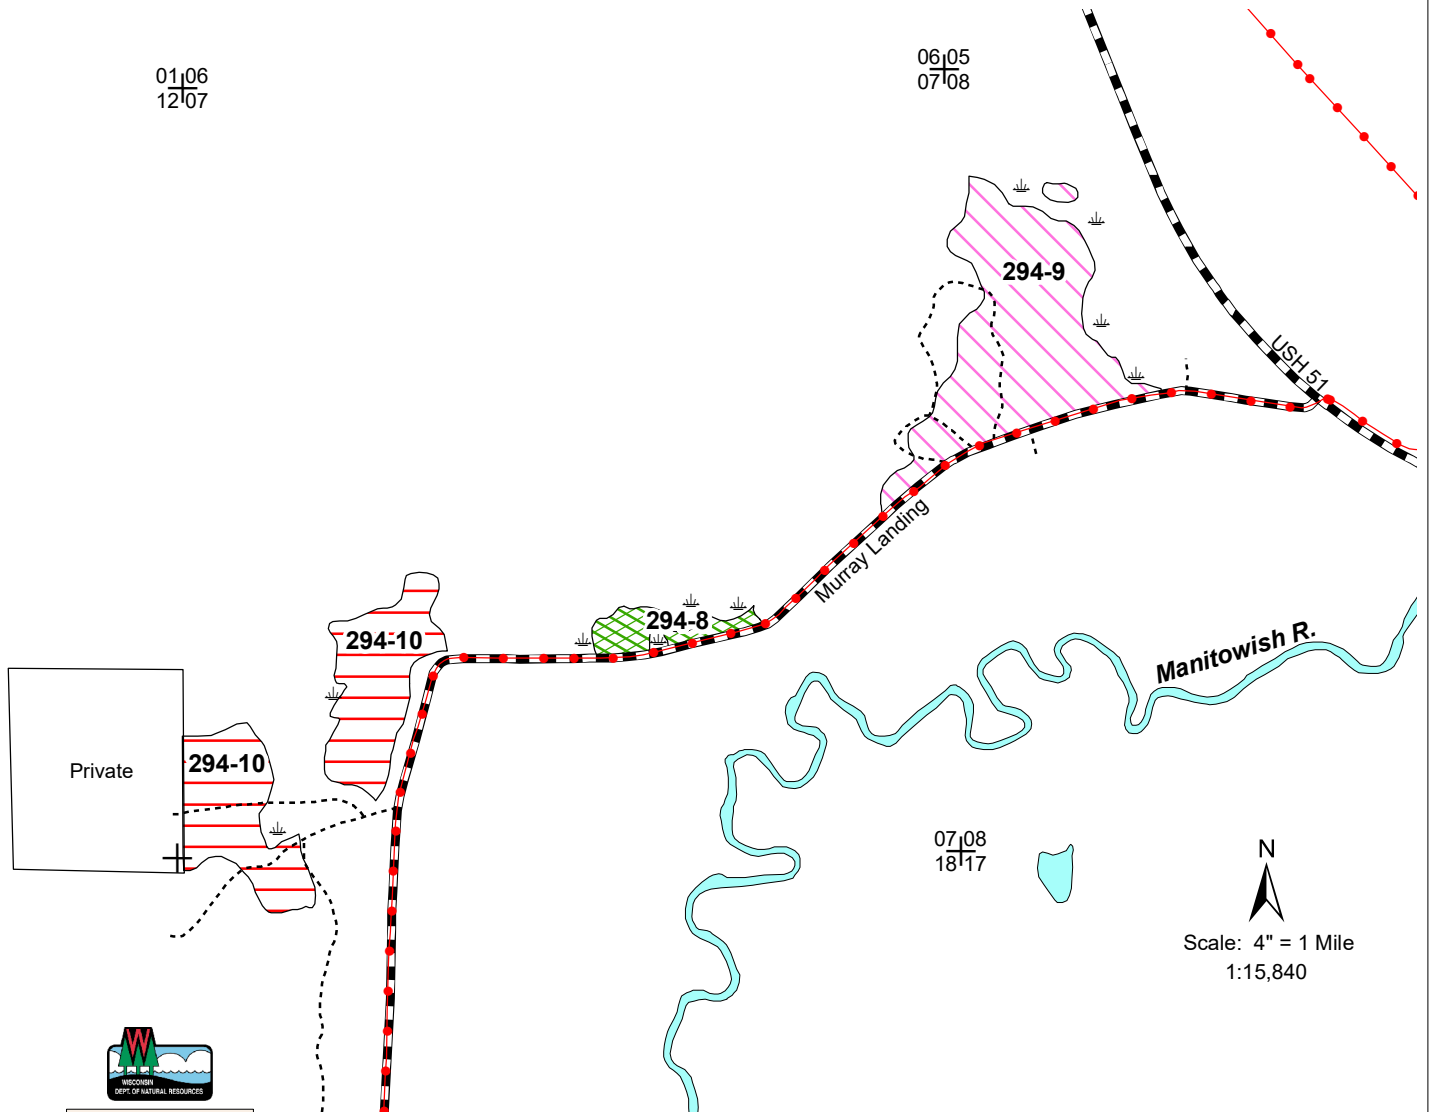 01 06
12 07
06 05
07 08
294-9
USH 51
Murray Landing
294-8
294-10
Manitowish R.
294-10
Private
07 08
18 17
N
Scale: 4" = 1 Mile
1:15,840
WISCONSIN
DEPT. OF NATURAL RESOURCES